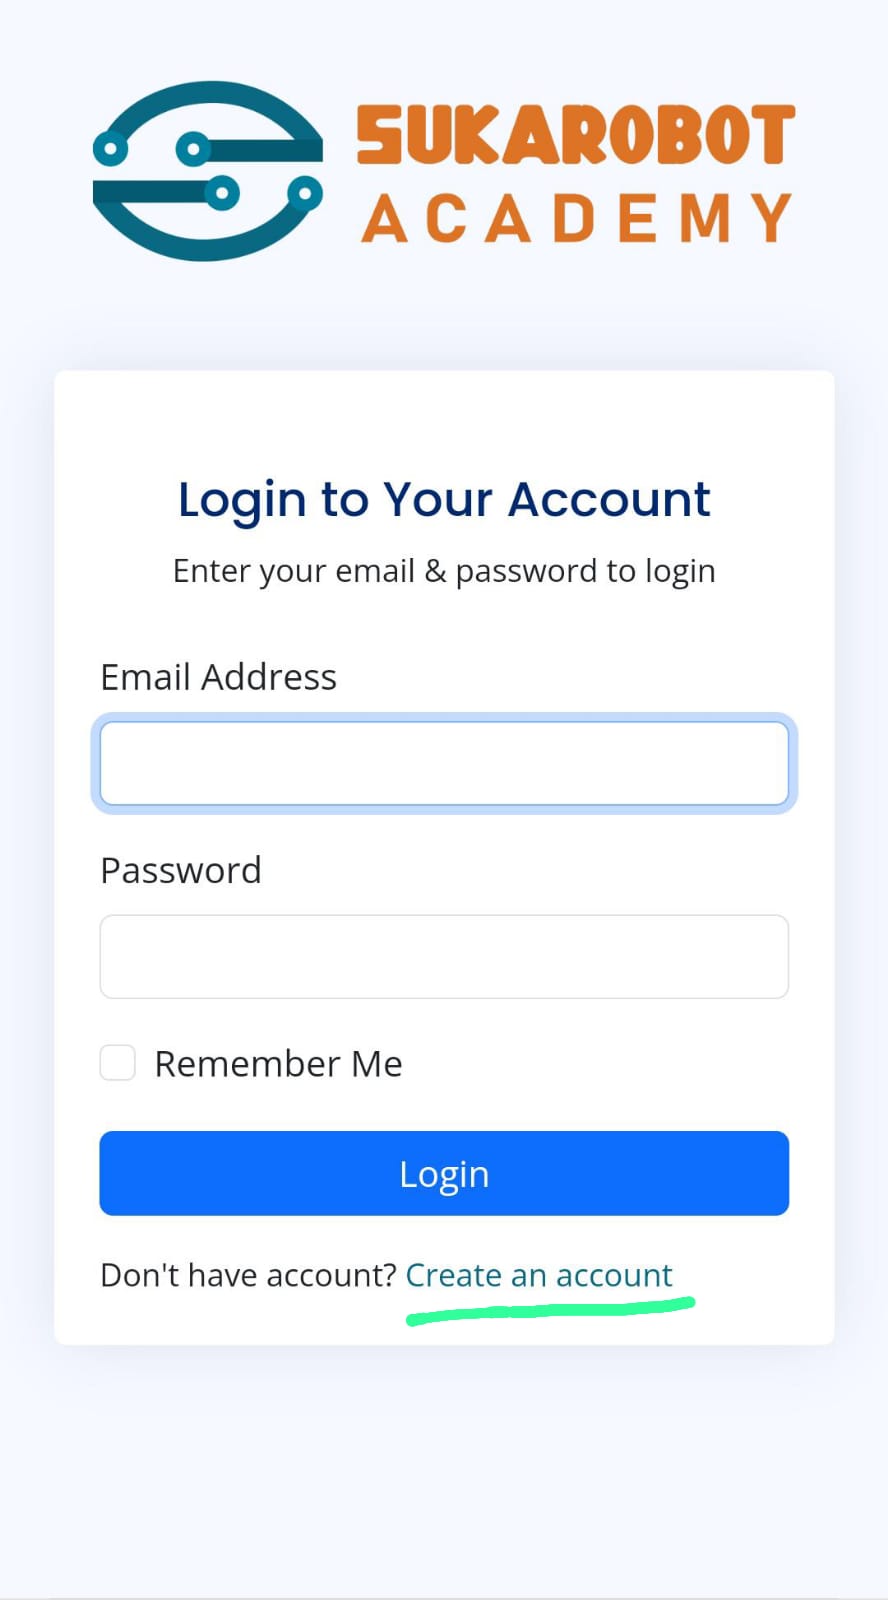 SUKAROBOT
ACADEMY
Login to Your Account
Enter your email & password to login
Email Address
Password
Remember Me
Login
Don't have account? Create an account